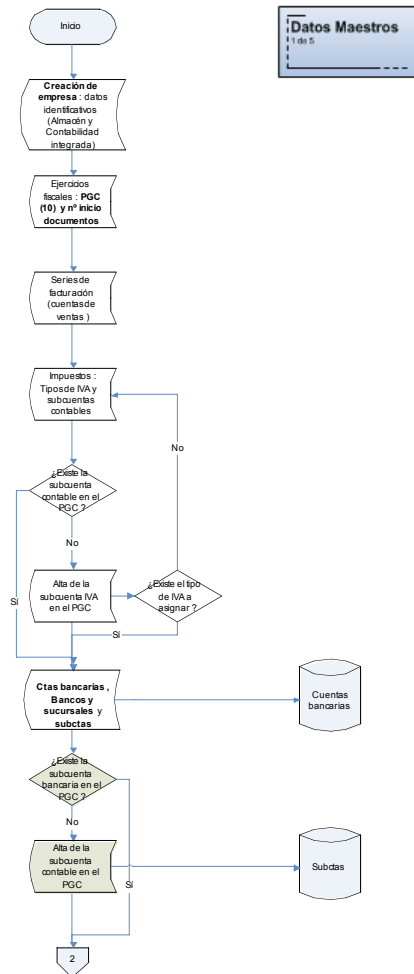 Inicio
Datos Maestros
1 de 5
Creación de
empresa : datos
identificativos
(Almacén y
Contabilidad
integrada)
Ejercicios
fiscales : PGC
(10) y nº inicio
documentos
Series de
facturación
(cuentas de
ventas )
Impuestos :
Tipos de IVA y
subcuentas
contables
No
¿Existe la
subcuenta
contable en el
PGC ?
No
Sí
Alta de la
subcuenta IVA
en el PGC
¿Existe el tipo
de IVA a
asignar ?
Sí
Ctas bancarias ,
Bancos y
sucursales y
subctas
Cuentas
bancarias
¿Existe la
subcuenta
bancaria en el
PGC ?
No
Alta de la
subcuenta
contable en el
PGC
Sí
Subctas
2